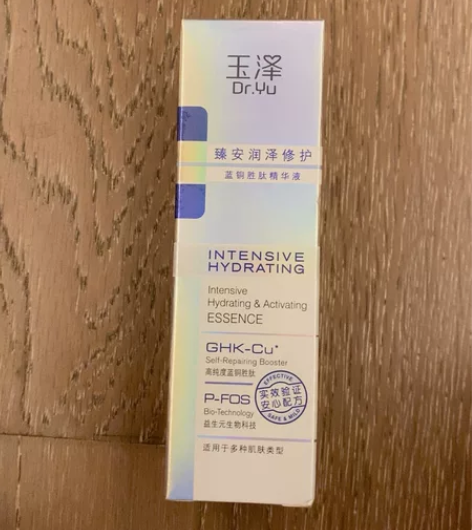 玉泽
Dr.Yu
臻安润泽修护
蓝铜胜肽精华液
INTENSIVE
HYDRATING
Intensive
Hydrating & Activating
ESSENCE
GHK-Cu+
Self-Repairing Booster
高纯度蓝铜胜肽
P-FOS
Bio-Technology
益生元生物科技
EFFECTIVE
实效验证
安心配方
SAFE & MILD
适用于多种肌肤类型